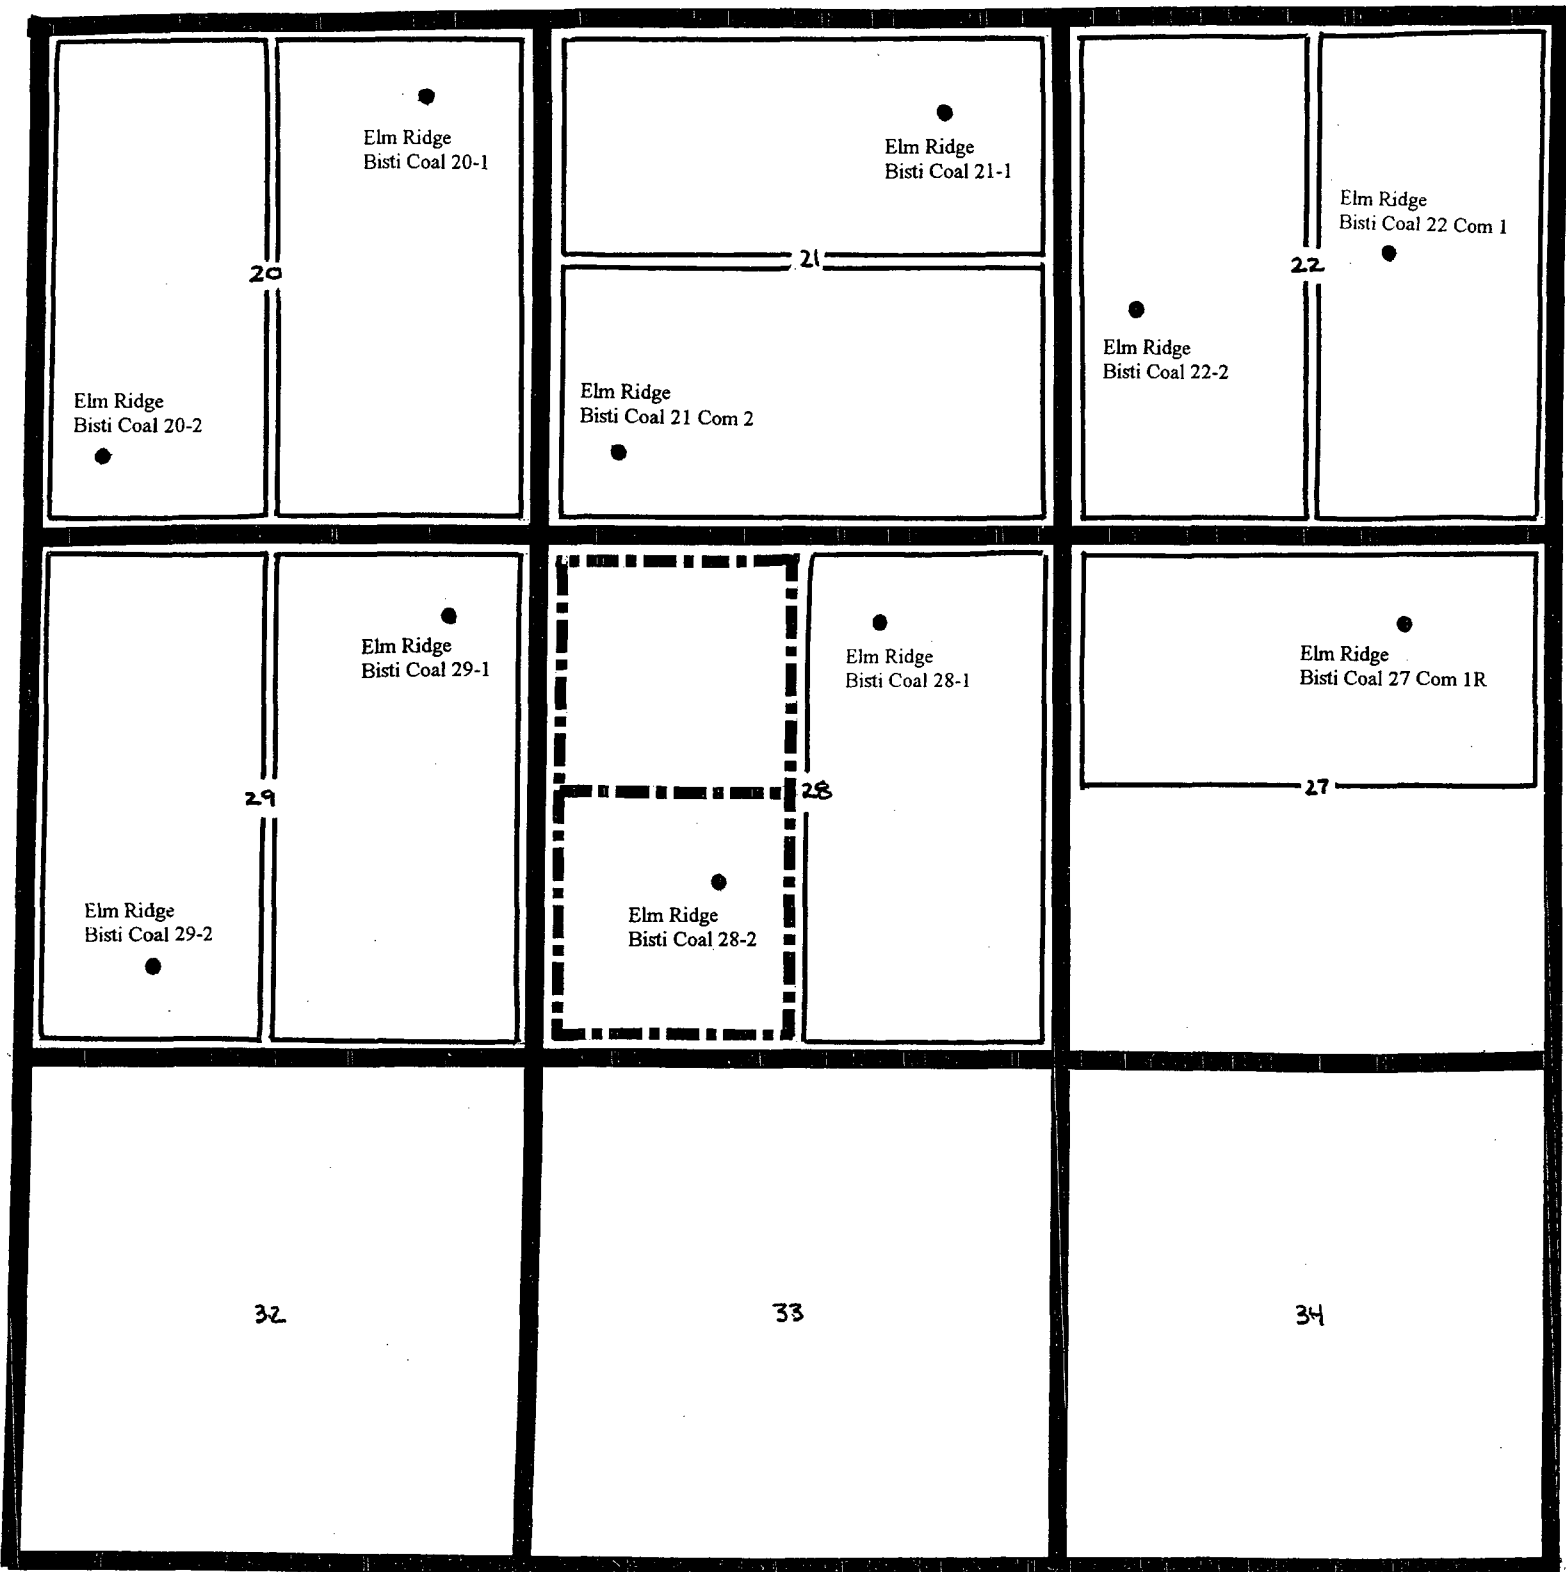 Elm Ridge
Bisti Coal 20-1
20
Elm Ridge
Bisti Coal 20-2
Elm Ridge
Bisti Coal 21-1
21
Elm Ridge
Bisti Coal 21 Com 2
Elm Ridge
Bisti Coal 22 Com 1
22
Elm Ridge
Bisti Coal 22-2
Elm Ridge
Bisti Coal 29-1
29
Elm Ridge
Bisti Coal 29-2
Elm Ridge
Bisti Coal 28-1
28
Elm Ridge
Bisti Coal 28-2
Elm Ridge
Bisti Coal 27 Com 1R
27
32
33
34